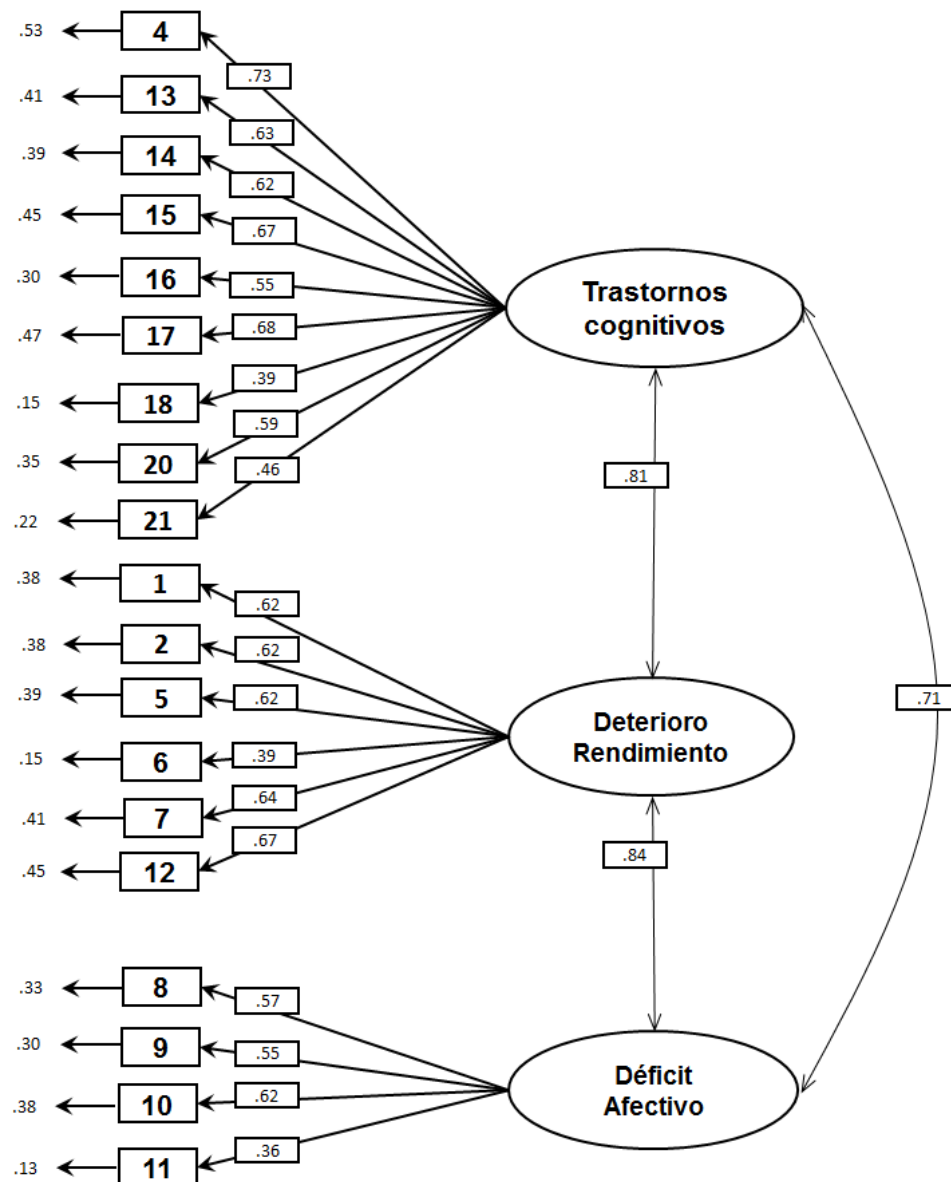 .53 4 .73
.41 13 .63
.39 14 .62
.45 15 .67
.30 16 .55
.47 17 .68
.15 18 .39
.35 20 .59
.22 21 .46
Trastornos
cognitivos
.81
.38 1 .62
.38 2 .62
.39 5 .62
.15 6 .39
.41 7 .64
.45 12 .67
Deterioro
Rendimiento
.71
.84
.33 8 .57
.30 9 .55
.38 10 .62
.13 11 .36
Déficit
Afectivo